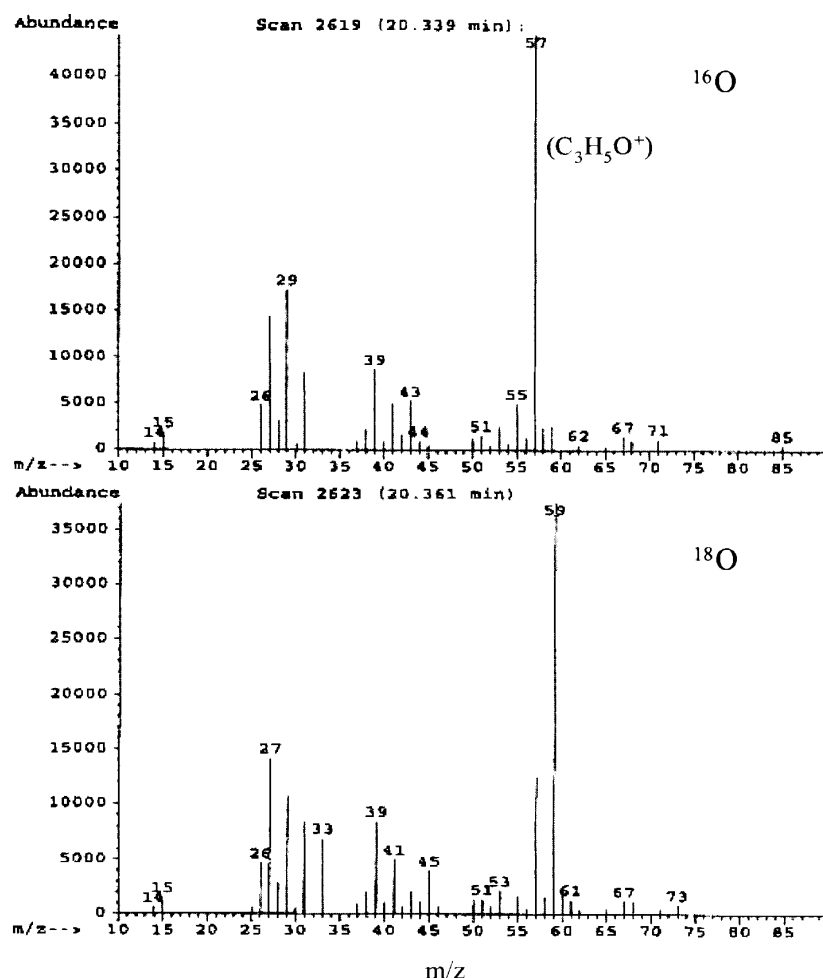 Abundance Scan 2619 (20.339 min):
57
40000
¹⁶O
35000
(C₃H₅O⁺)
30000
25000
20000
29
15000
10000
39
5000
26 43 55
14 15 44 51 62 67 71 85
0
m/z--> 10 15 20 25 30 35 40 45 50 55 60 65 70 75 80 85
Abundance Scan 2623 (20.361 min)
59
35000
¹⁸O
30000
25000
20000
15000
27
10000
39
33
5000
26 41 45
14 15 51 53 61 67 73
0
m/z--> 10 15 20 25 30 35 40 45 50 55 60 65 70 75 80 85
m/z